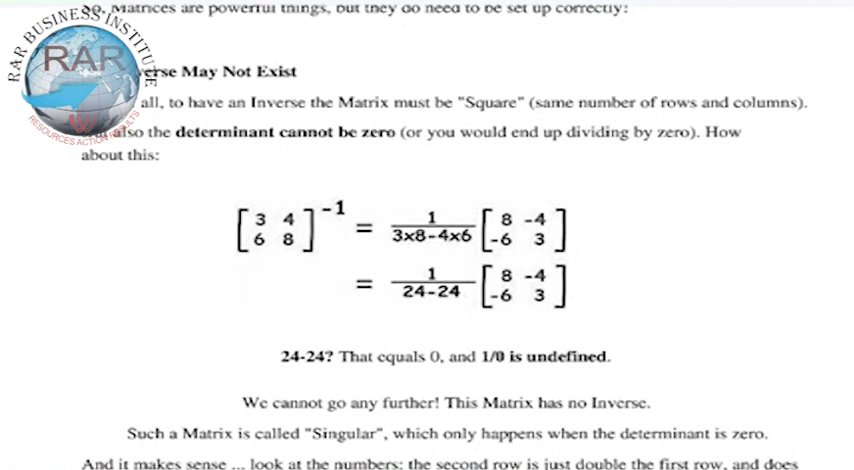 So, Matrices are powerful things, but they do need to be set up correctly!
RAR BUSINESS INSTITUTE
RAR
RESOURCES ACTION RESULTS
erse May Not Exist
all, to have an Inverse the Matrix must be "Square" (same number of rows and columns).
also the determinant cannot be zero (or you would end up dividing by zero). How
about this:
[3 4
6 8]-1 = 1/3x8-4x6 [8 -4
-6 3]
= 1/24-24 [8 -4
-6 3]
24-24? That equals 0, and 1/0 is undefined.
We cannot go any further! This Matrix has no Inverse.
Such a Matrix is called "Singular", which only happens when the determinant is zero.
And it makes sense ... look at the numbers: the second row is just double the first row, and does